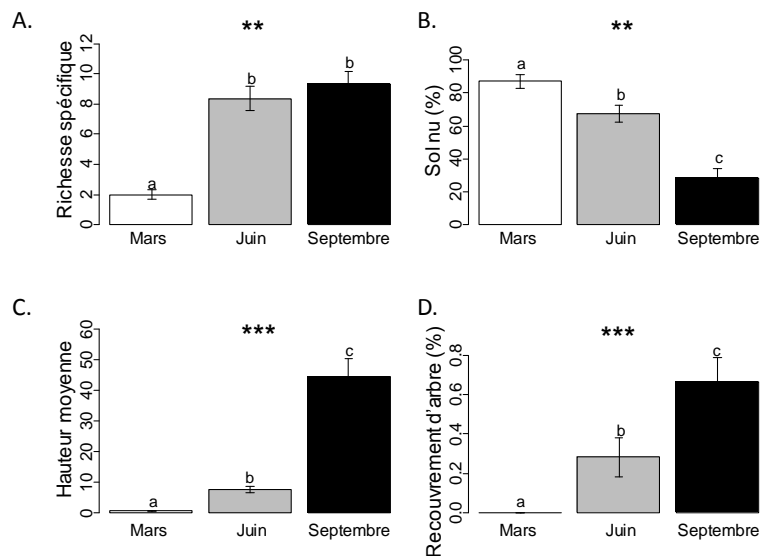 A.
**
Richesse spécifique
0 2 4 6 8 10 12
a
b
b
Mars Juin Septembre
B.
**
Sol nu (%)
0 20 40 60 80 100
a
b
c
Mars Juin Septembre
C.
***
Hauteur moyenne
0 10 20 30 40 50 60
a
b
c
Mars Juin Septembre
D.
***
Recouvrement d'arbre (%)
0.0 0.2 0.4 0.6 0.8
a
b
c
Mars Juin Septembre